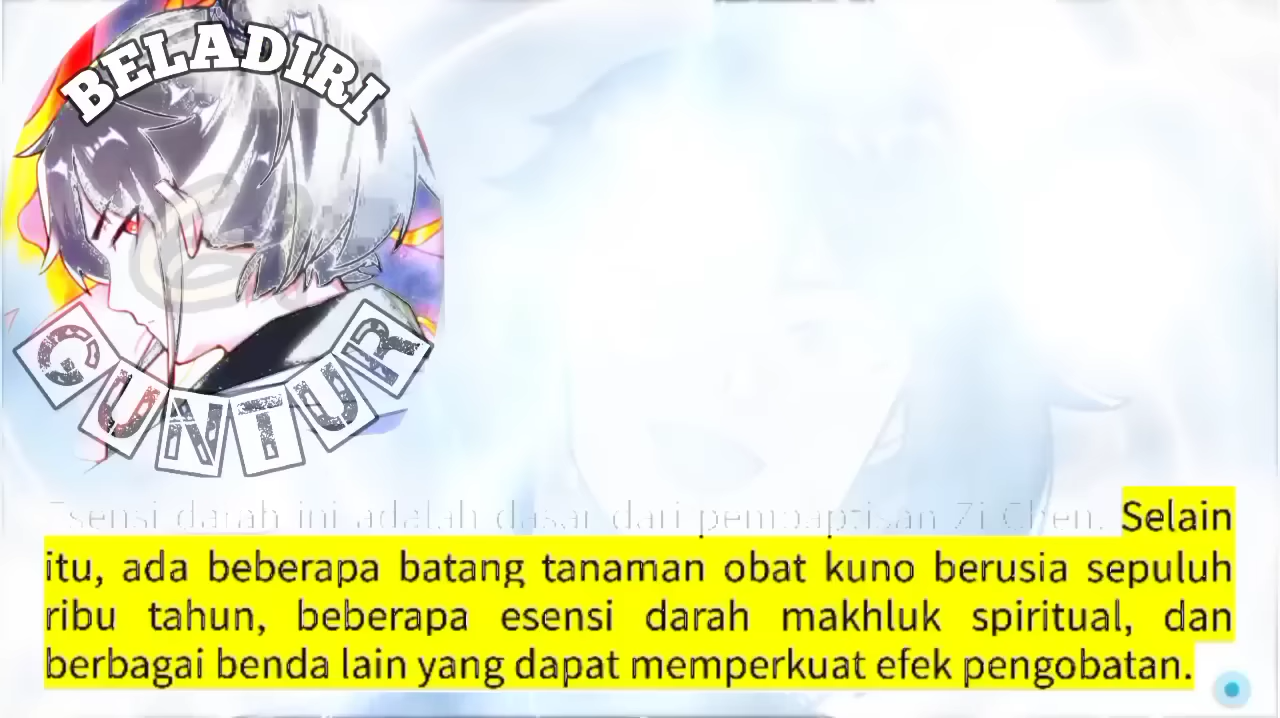 BELADIRI
GUNTUR
Esensi darah ini adalah dasar dari pembaptisan Zi Chen. Selain
itu, ada beberapa batang tanaman obat kuno berusia sepuluh
ribu tahun, beberapa esensi darah makhluk spiritual, dan
berbagai benda lain yang dapat memperkuat efek pengobatan.